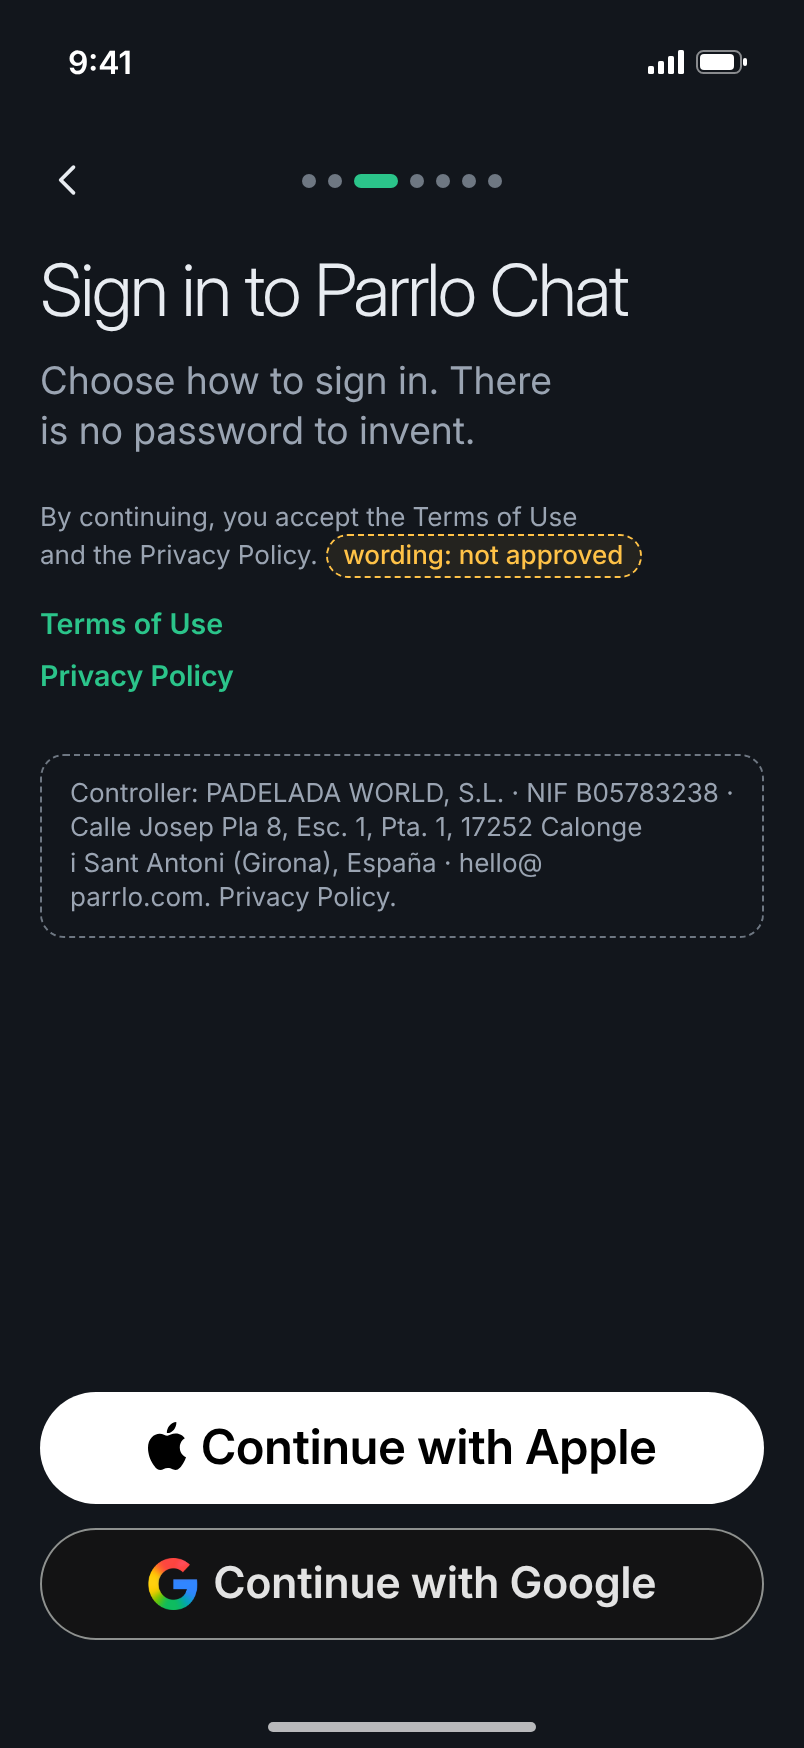 9:41
Sign in to Parrlo Chat
Choose how to sign in. There
is no password to invent.
By continuing, you accept the Terms of Use
and the Privacy Policy. wording: not approved
Terms of Use
Privacy Policy
Controller: PADELADA WORLD, S.L. · NIF B05783238 ·
Calle Josep Pla 8, Esc. 1, Pta. 1, 17252 Calonge
i Sant Antoni (Girona), España · hello@
parrlo.com. Privacy Policy.
Continue with Apple
Continue with Google